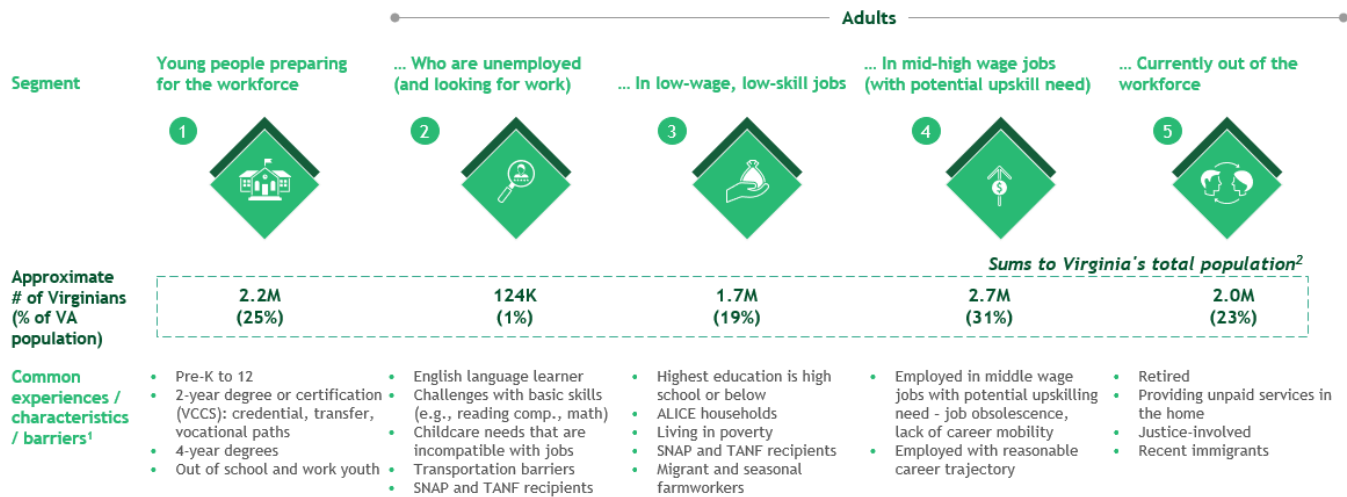 Adults
Segment
Young people preparing
for the workforce
... Who are unemployed
(and looking for work)
... In low-wage, low-skill jobs
... In mid-high wage jobs
(with potential upskill need)
... Currently out of the
workforce
1
2
3
4
5
Sums to Virginia's total population2
Approximate
# of Virginians
(% of VA
population)
2.2M
(25%)
124K
(1%)
1.7M
(19%)
2.7M
(31%)
2.0M
(23%)
Common
experiences /
characteristics
/ barriers1
• Pre-K to 12
• 2-year degree or certification
(VCCS): credential, transfer,
vocational paths
• 4-year degrees
• Out of school and work youth
• English language learner
• Challenges with basic skills
(e.g., reading comp., math)
• Childcare needs that are
incompatible with jobs
• Transportation barriers
• SNAP and TANF recipients
• Highest education is high
school or below
• ALICE households
• Living in poverty
• SNAP and TANF recipients
• Migrant and seasonal
farmworkers
• Employed in middle wage
jobs with potential upskilling
need – job obsolescence,
lack of career mobility
• Employed with reasonable
career trajectory
• Retired
• Providing unpaid services in
the home
• Justice-involved
• Recent immigrants